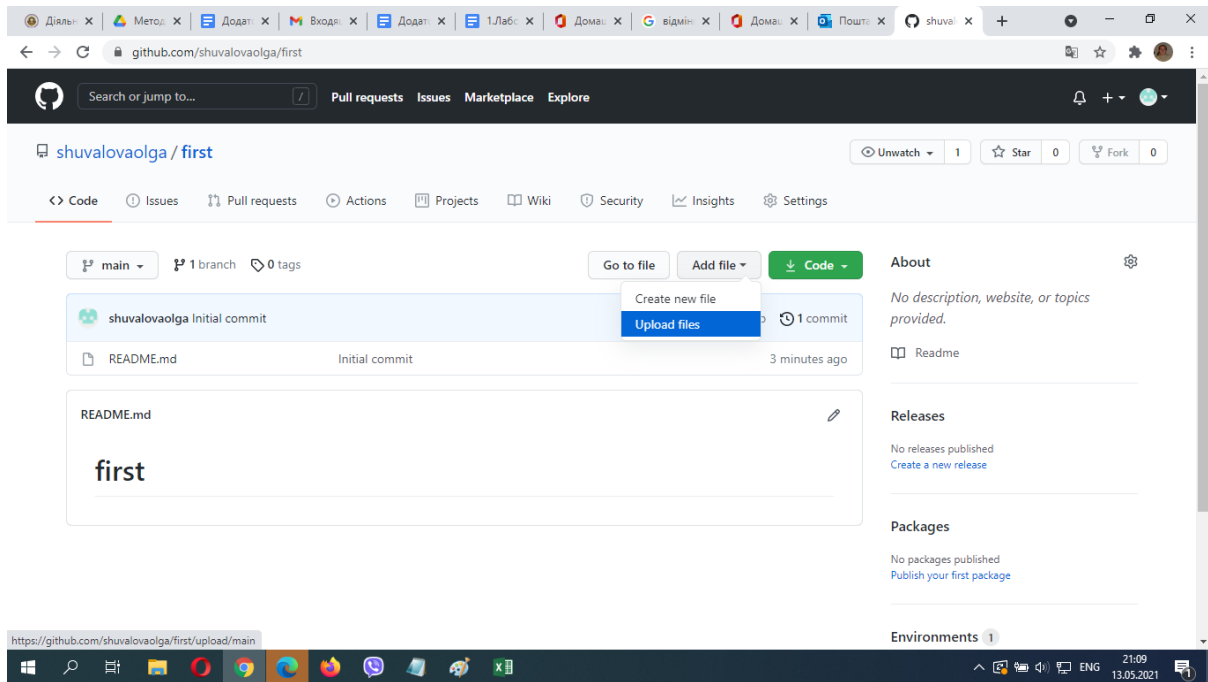 Діяльн
Метод
Додат
Входя
Додат
1.Лабо
Домаш
відмін
Домаш
Пошта
shuval
github.com/shuvalovaolga/first
Search or jump to... /
Pull requests Issues Marketplace Explore
shuvalovaolga / first
Unwatch 1 Star 0 Fork 0
Code Issues Pull requests Actions Projects Wiki Security Insights Settings
main 1 branch 0 tags
Go to file Add file Code
Create new file
Upload files
shuvalovaolga Initial commit
1 commit
README.md Initial commit 3 minutes ago
README.md
first
About
No description, website, or topics
provided.
Readme
Releases
No releases published
Create a new release
Packages
No packages published
Publish your first package
Environments 1
https://github.com/shuvalovaolga/first/upload/main
ENG
21:09
13.05.2021
1